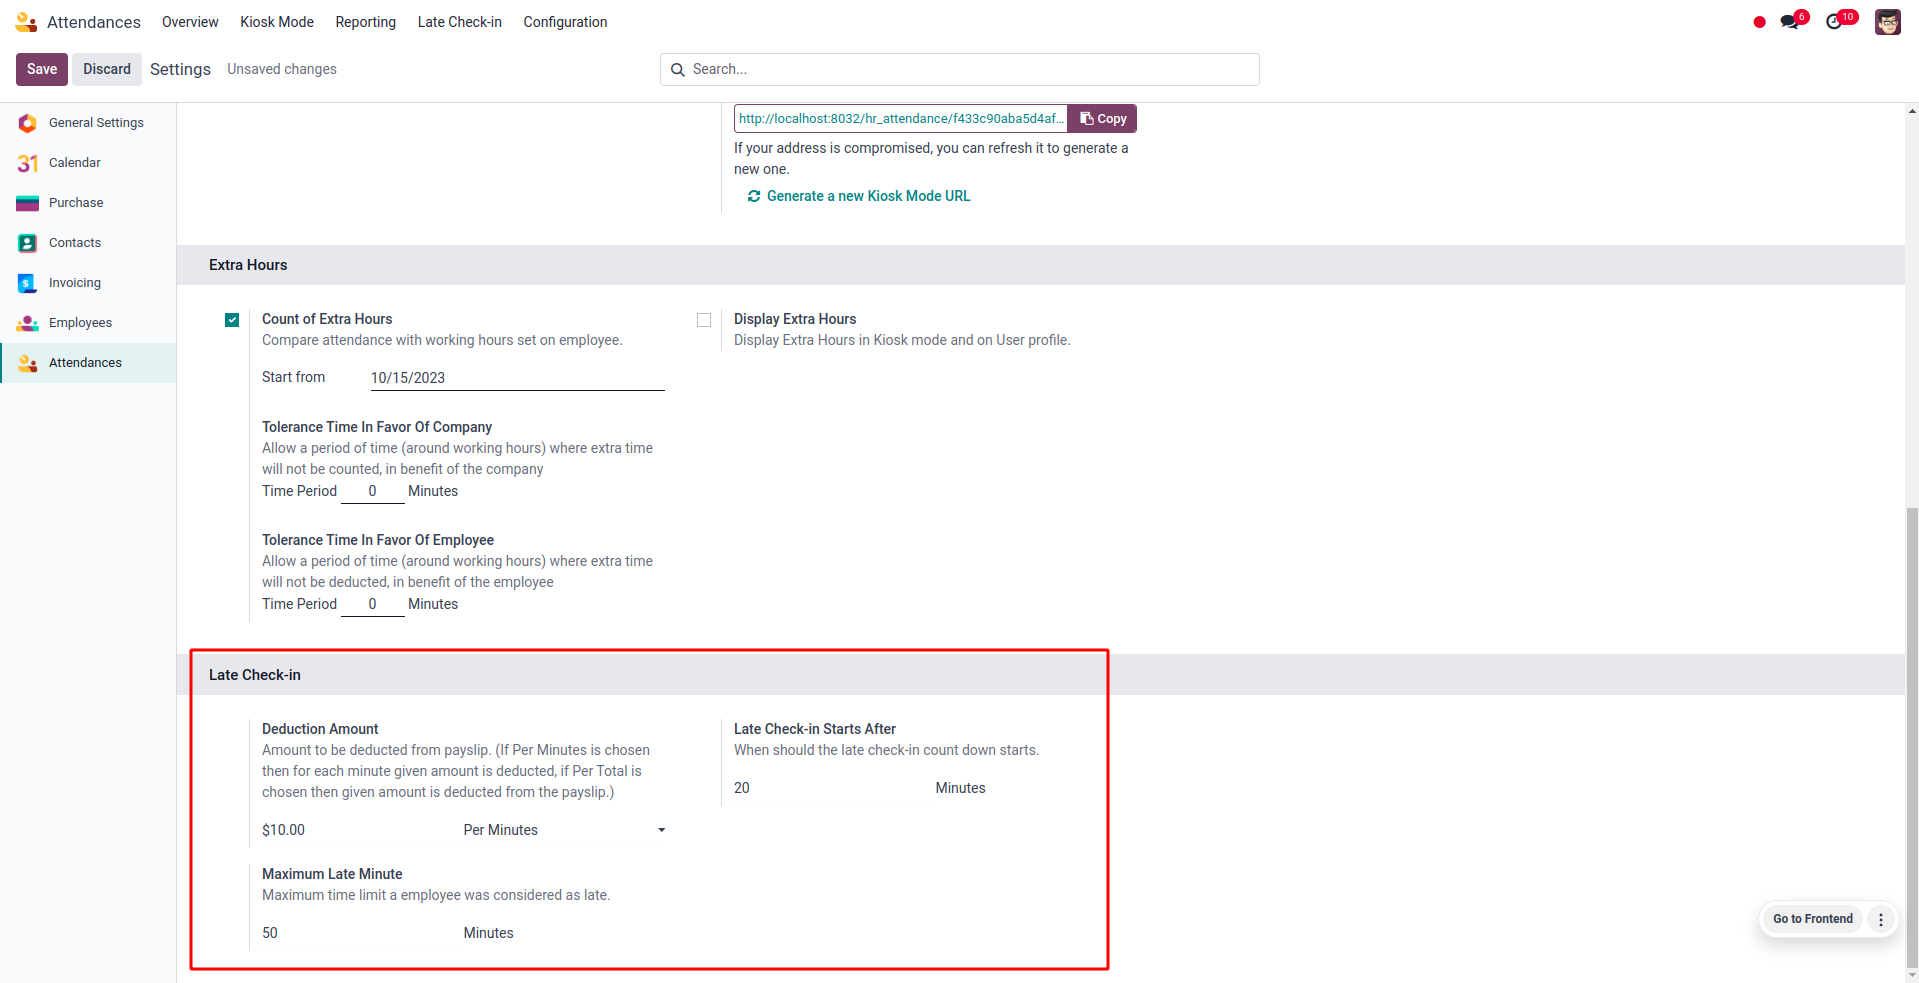 Attendances Overview Kiosk Mode Reporting Late Check-in Configuration 6 10
Save Discard Settings Unsaved changes Search...
General Settings
31 Calendar
Purchase
Contacts
$ Invoicing
Employees
Attendances
http://localhost:8032/hr_attendance/f433c90aba5d4af... Copy
If your address is compromised, you can refresh it to generate a
new one.
Generate a new Kiosk Mode URL
Extra Hours
Count of Extra Hours
Compare attendance with working hours set on employee.
Display Extra Hours
Display Extra Hours in Kiosk mode and on User profile.
Start from 10/15/2023
Tolerance Time In Favor Of Company
Allow a period of time (around working hours) where extra time
will not be counted, in benefit of the company
Time Period 0 Minutes
Tolerance Time In Favor Of Employee
Allow a period of time (around working hours) where extra time
will not be deducted, in benefit of the employee
Time Period 0 Minutes
Late Check-in
Deduction Amount
Amount to be deducted from payslip. (If Per Minutes is chosen
then for each minute given amount is deducted, if Per Total is
chosen then given amount is deducted from the payslip.)
$10.00 Per Minutes
Late Check-in Starts After
When should the late check-in count down starts.
20 Minutes
Maximum Late Minute
Maximum time limit a employee was considered as late.
50 Minutes
Go to Frontend